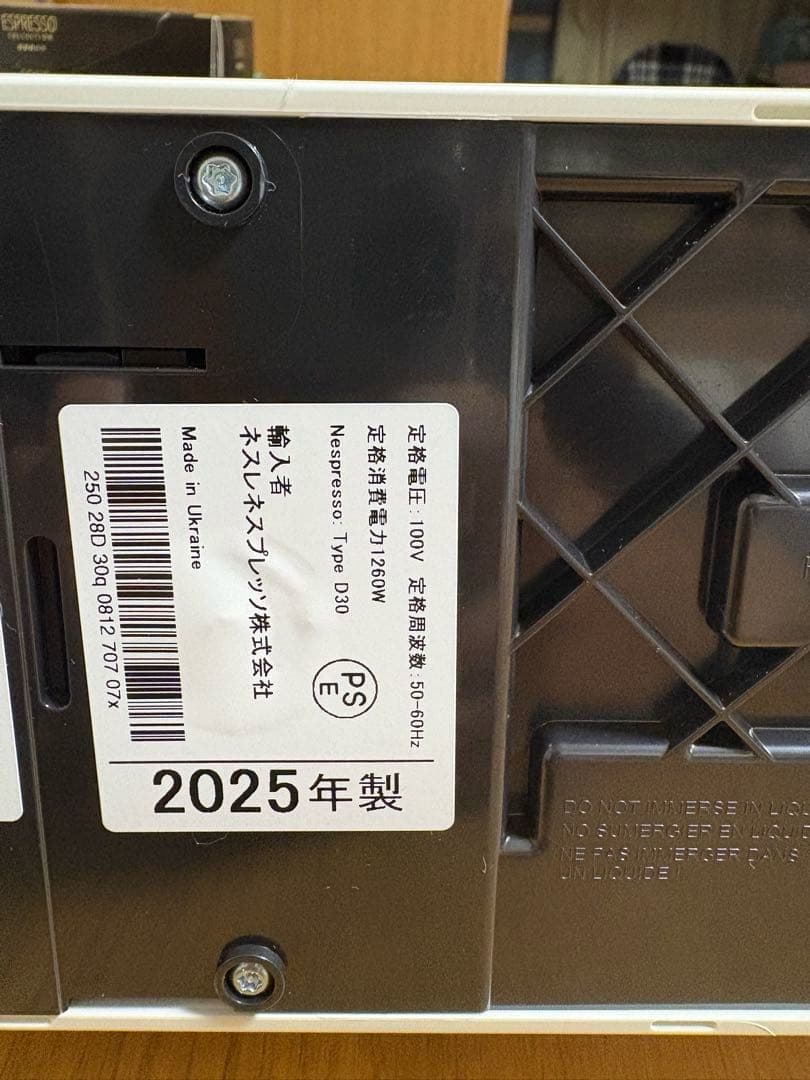 ESPRESSO
定格電圧:100V 定格周波数:50-60Hz
定格消費電力1260W
Nespresso: Type D30
PS
E
輸入者
ネスレネスプレッソ株式会社
Made in Ukraine
250 28D 30q 0812 707 07x
2025年製
DO NOT IMMERSE IN LIQU
NO SUMERGIER EN LIQUID
NE PAS IMMERGER DANS
UN LIQUIDE !